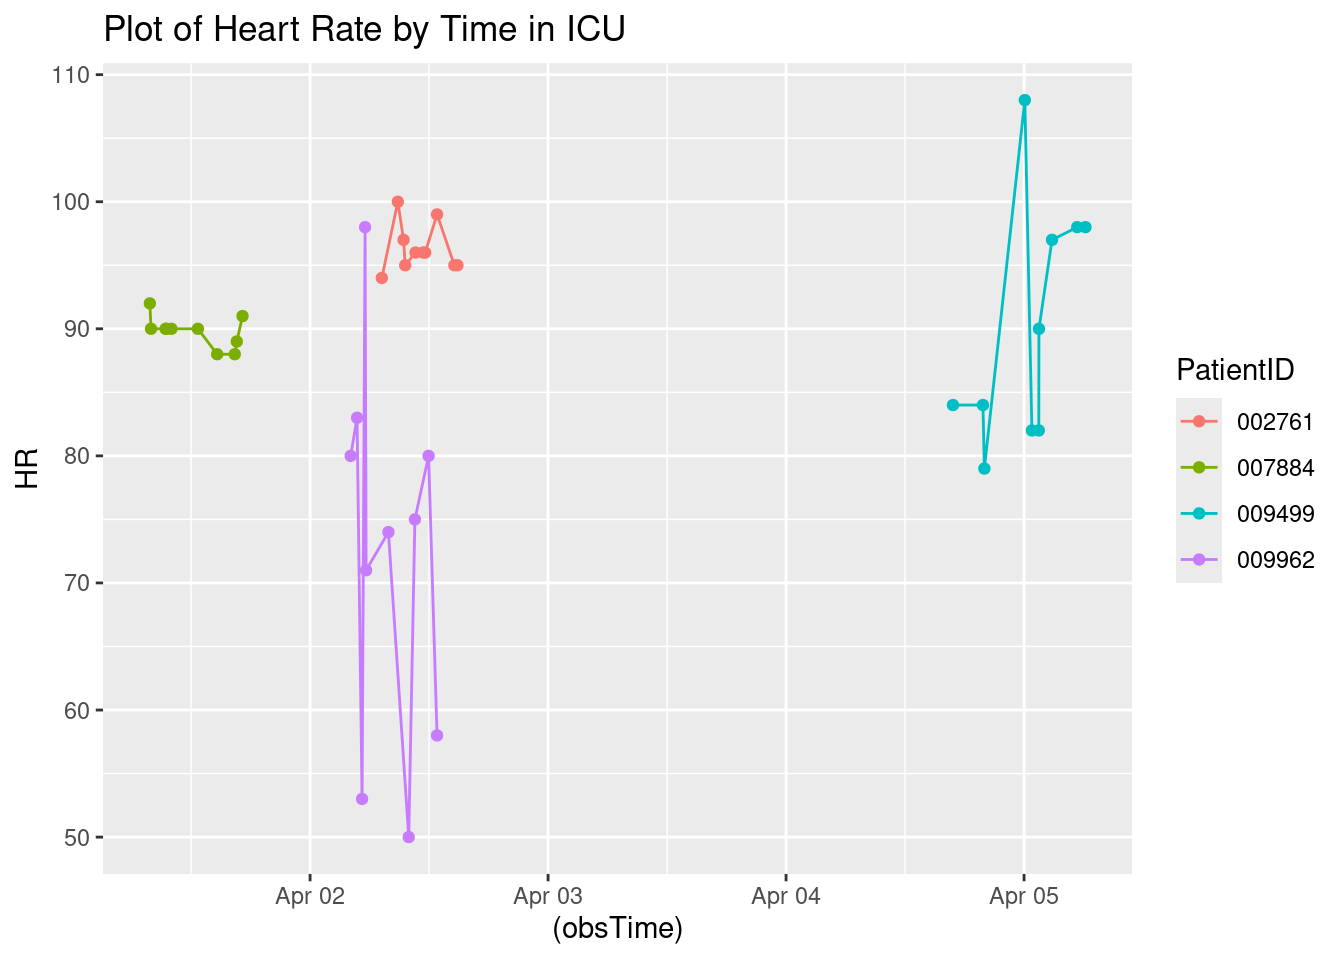 Plot of Heart Rate by Time in ICU
110
100
90
80
70
60
50
HR
Apr 02
Apr 03
Apr 04
Apr 05
(obsTime)
PatientID
002761
007884
009499
009962